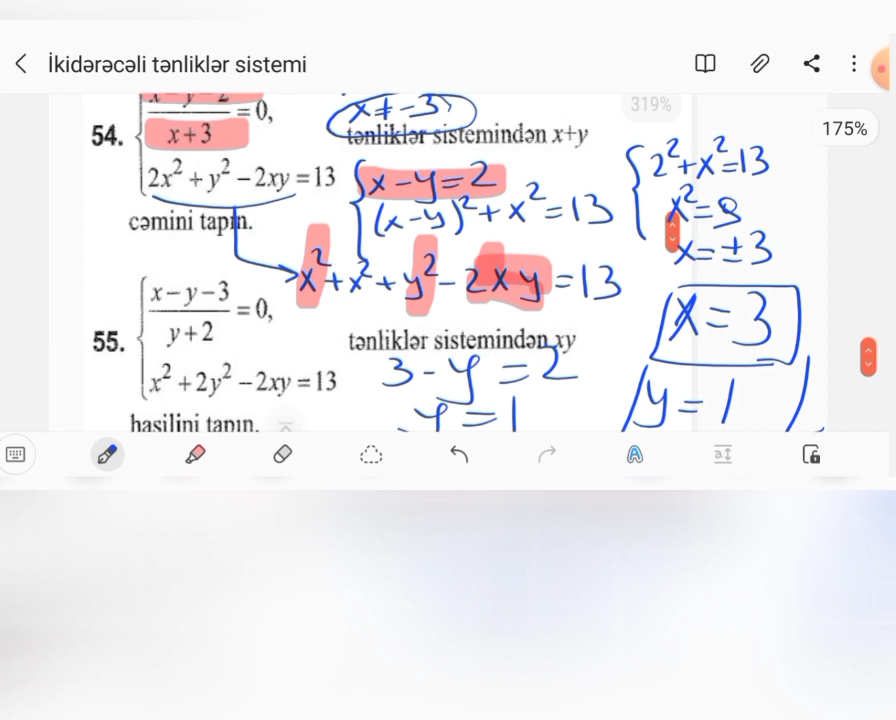 İkidərəcəli tənliklər sistemi
319%
175%
54.
= 0,
x + 3
2x² + y² − 2xy = 13
x ≠ −3
tənliklər sistemindən x+y
cəmini tapın.
x − y = 2
(x − y)² + x² = 13
x² + x² + y² − 2xy = 13
2² + x² = 13
x² = 9
x = ±3
x = 3
y = 1
55.
x − y − 3
y + 2
= 0,
x² + 2y² − 2xy = 13
tənliklər sistemindən xy
hasilini tapın.
3 − y = 2
y = 1
A